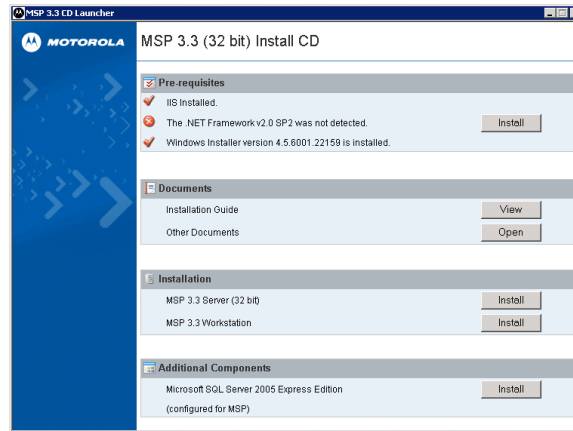 MSP 3.3 CD Launcher
MOTOROLA
MSP 3.3 (32 bit) Install CD
Pre-requisites
IIS Installed.
The .NET Framework v2.0 SP2 was not detected.
Install
Windows Installer version 4.5.6001.22159 is installed.
Documents
Installation Guide
View
Other Documents
Open
Installation
MSP 3.3 Server (32 bit)
Install
MSP 3.3 Workstation
Install
Additional Components
Microsoft SQL Server 2005 Express Edition
Install
(configured for MSP)